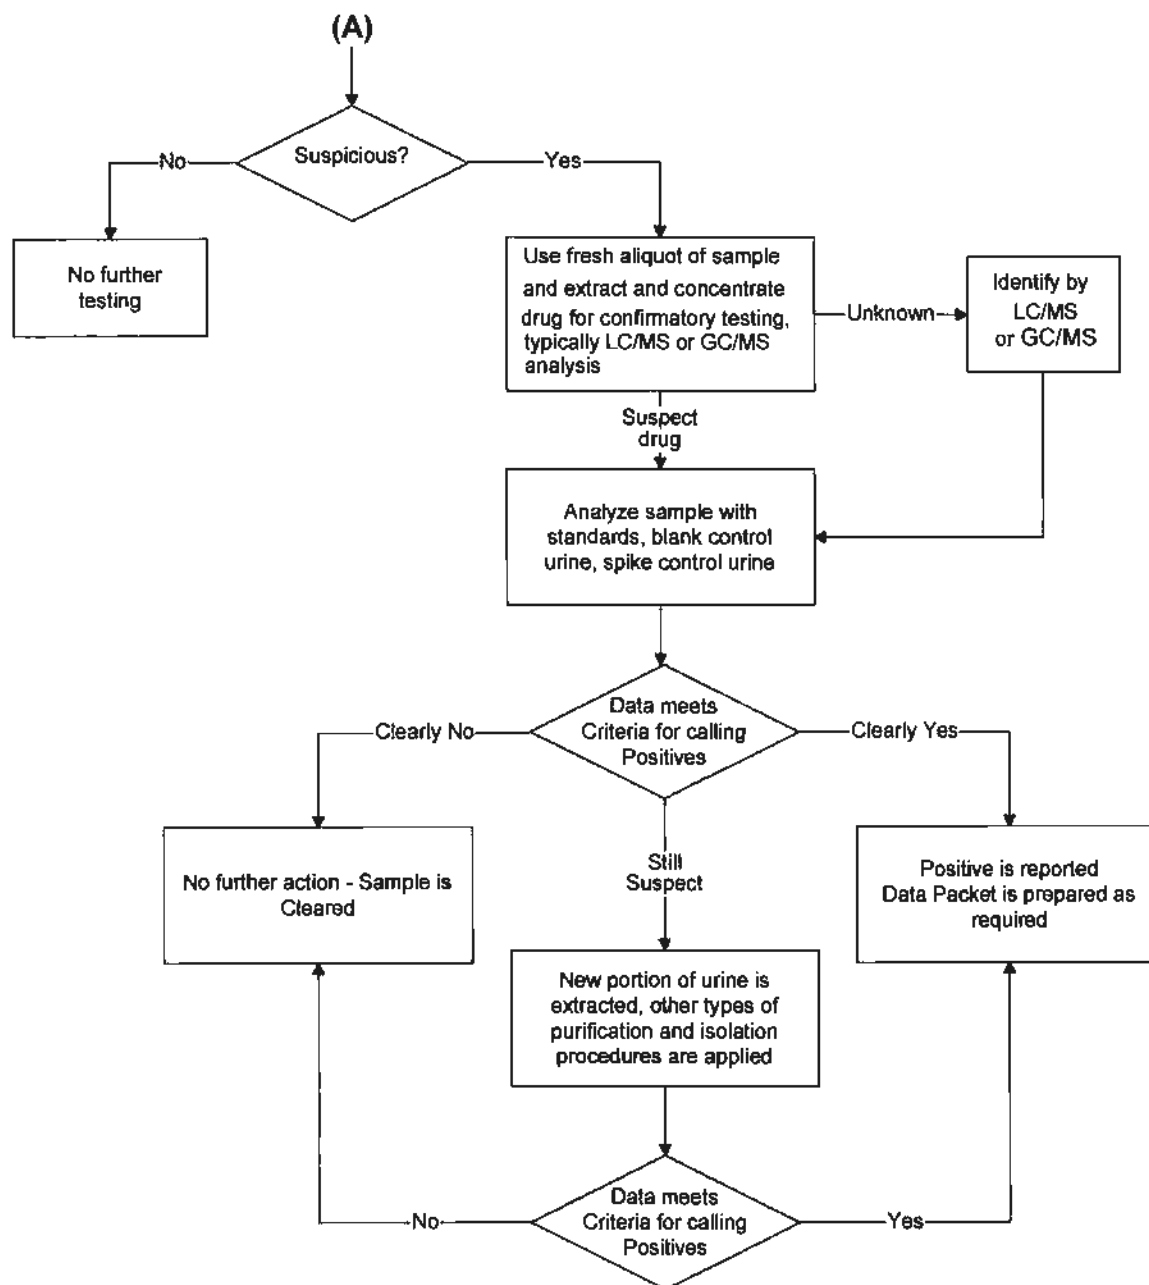 (A)
Suspicious?
No
Yes
No further
testing
Use fresh aliquot of sample
and extract and concentrate
drug for confirmatory testing,
typically LC/MS or GC/MS
analysis
Unknown
Identify by
LC/MS
or GC/MS
Suspect
drug
Analyze sample with
standards, blank control
urine, spike control urine
Data meets
Criteria for calling
Positives
Clearly No
Clearly Yes
No further action - Sample is
Cleared
Still
Suspect
Positive is reported
Data Packet is prepared as
required
New portion of urine is
extracted, other types of
purification and isolation
procedures are applied
Data meets
Criteria for calling
Positives
No
Yes